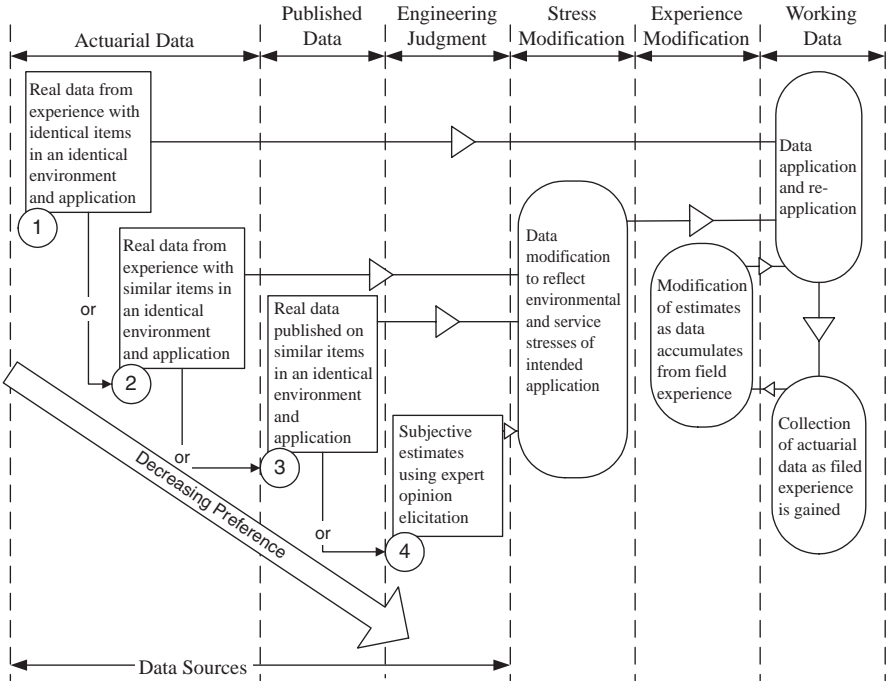 Actuarial Data
Published
Data
Engineering
Judgment
Stress
Modification
Experience
Modification
Working
Data
Real data from
experience with
identical items
in an identical
environment
and application
1
or
Real data from
experience with
similar items in
an identical
environment
and application
2
or
Real data
published on
similar items
in an identical
environment
and
application
3
or
Subjective
estimates
using expert
opinion
elicitation
4
Data
modification
to reflect
environmental
and service
stresses of
intended
application
Modification
of estimates
as data
accumulates
from field
experience
Data
application
and re-
application
Collection
of actuarial
data as filed
experience
is gained
Decreasing Preference
Data Sources